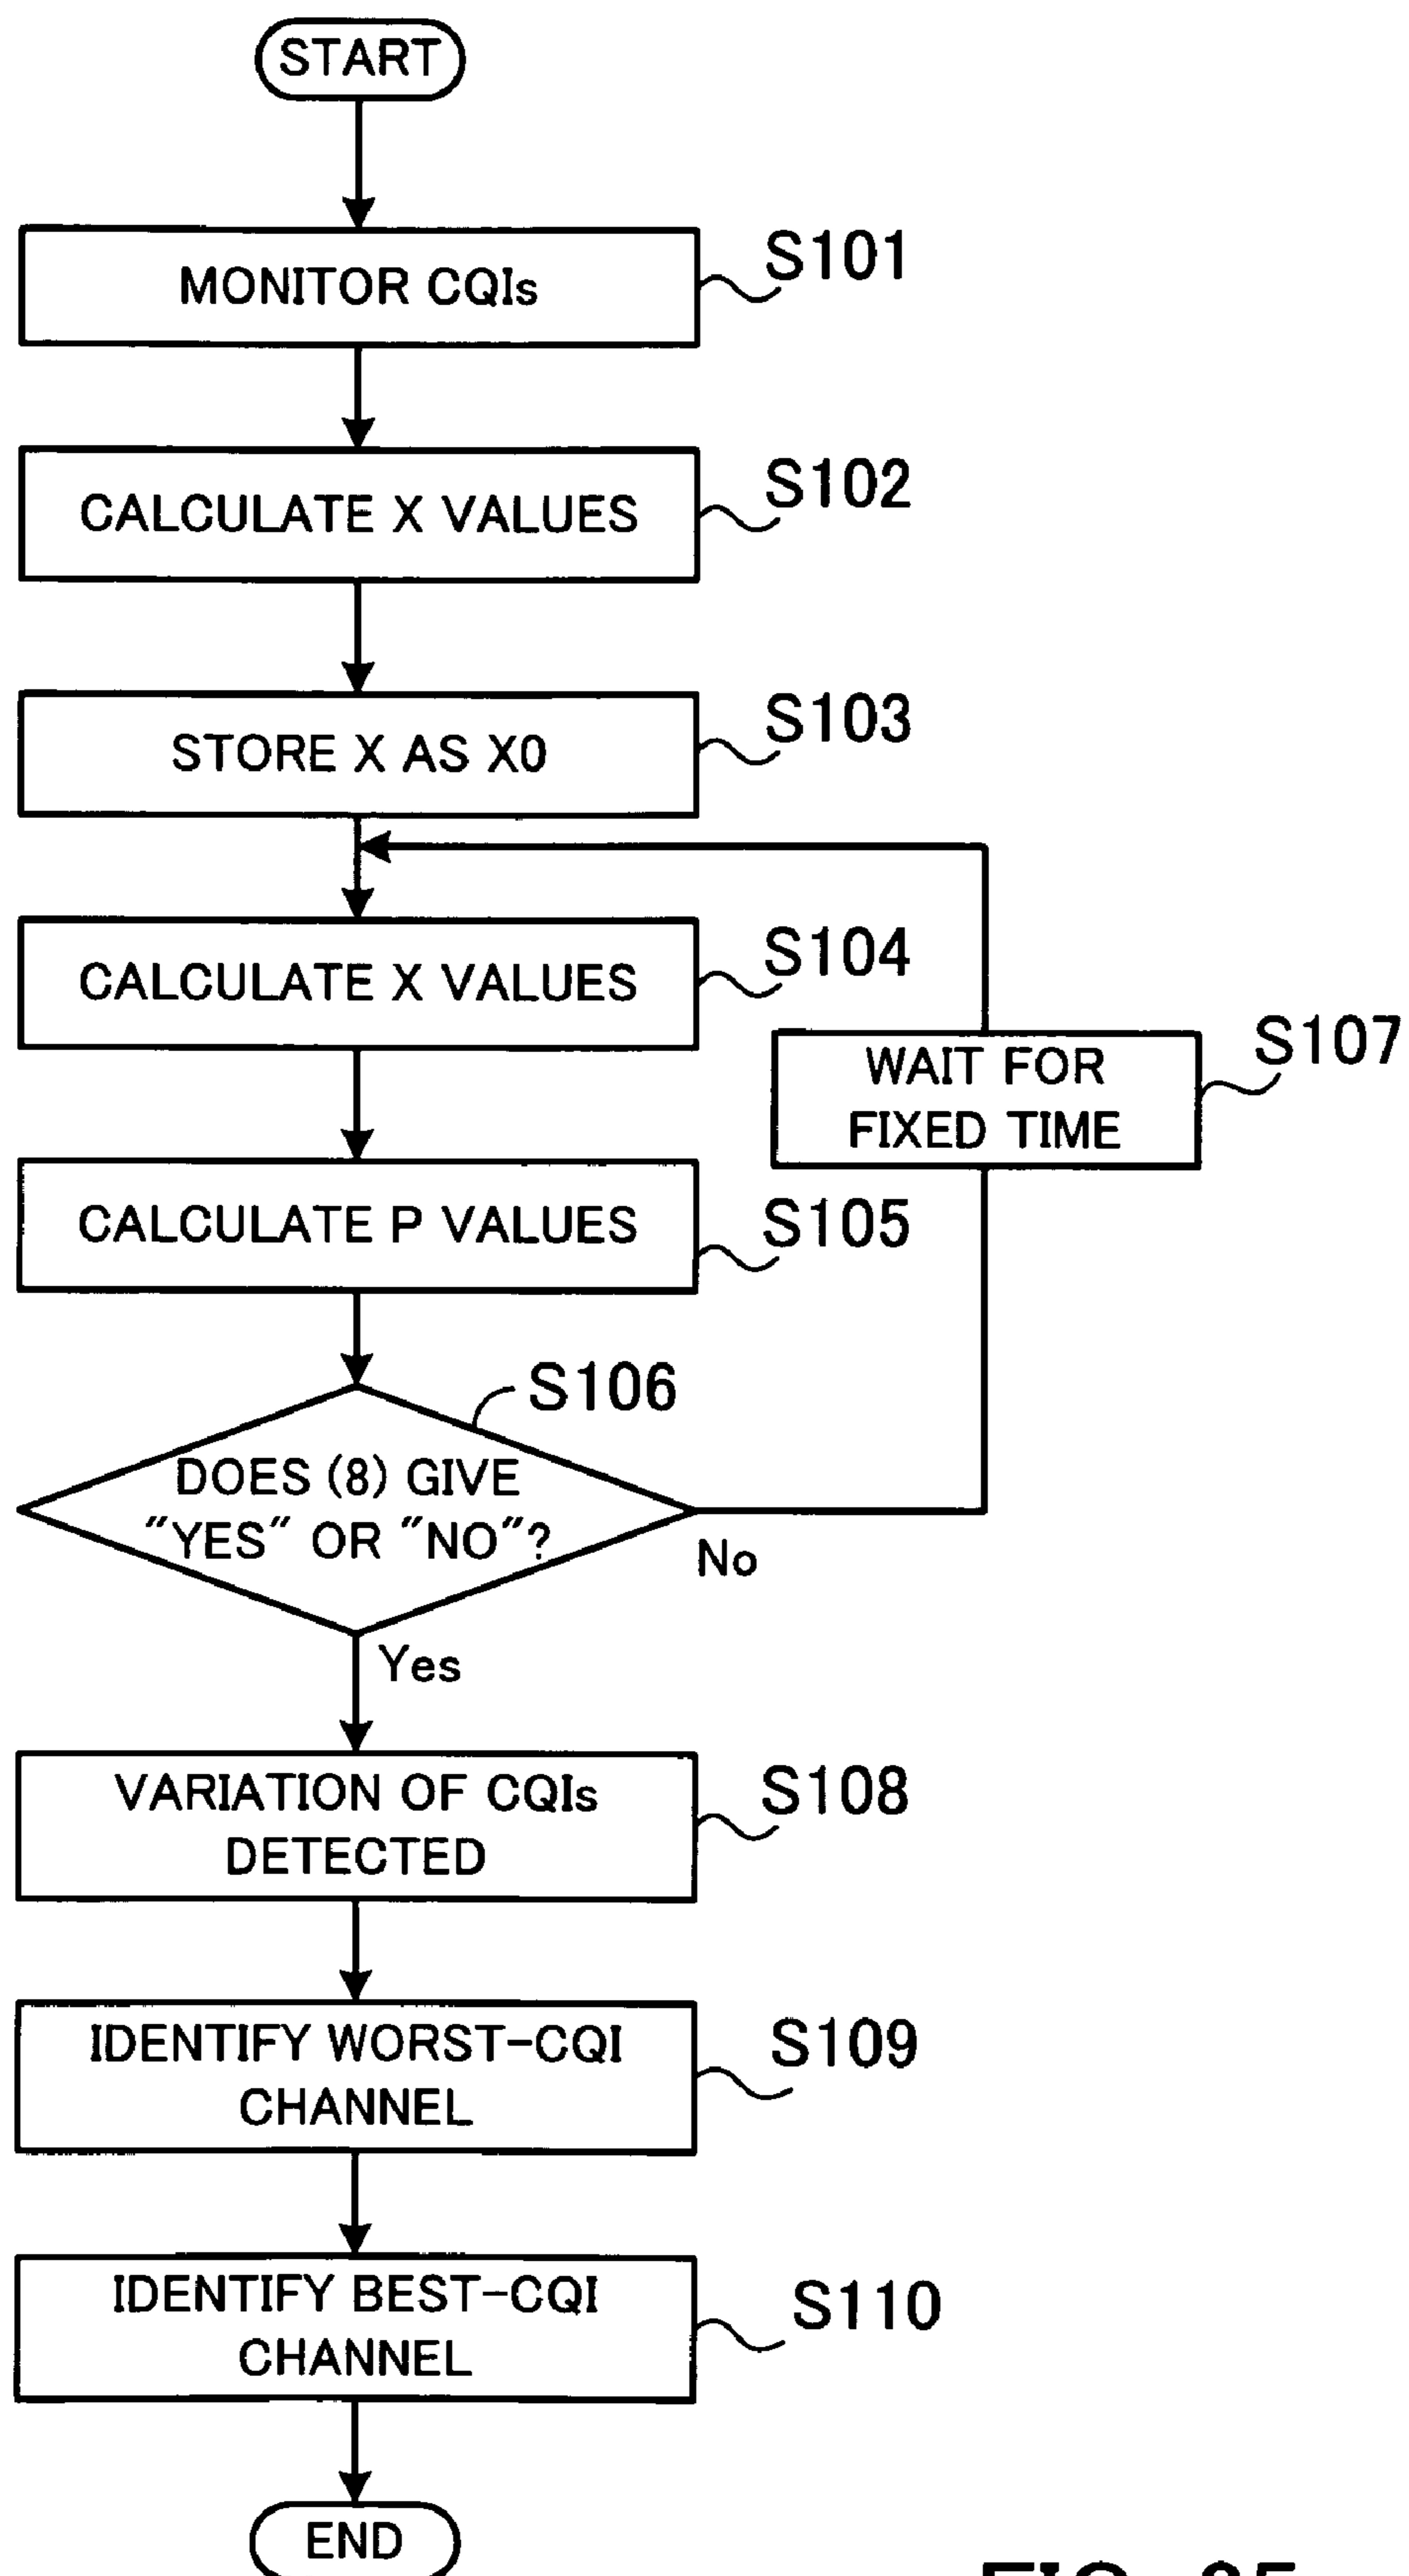 START
MONITOR CQIs
S101
CALCULATE X VALUES
S102
STORE X AS X0
S103
CALCULATE X VALUES
S104
WAIT FOR
FIXED TIME
S107
CALCULATE P VALUES
S105
S106
DOES (8) GIVE
"YES" OR "NO"?
No
Yes
VARIATION OF CQIs
DETECTED
S108
IDENTIFY WORST-CQI
CHANNEL
S109
IDENTIFY BEST-CQI
CHANNEL
S110
END